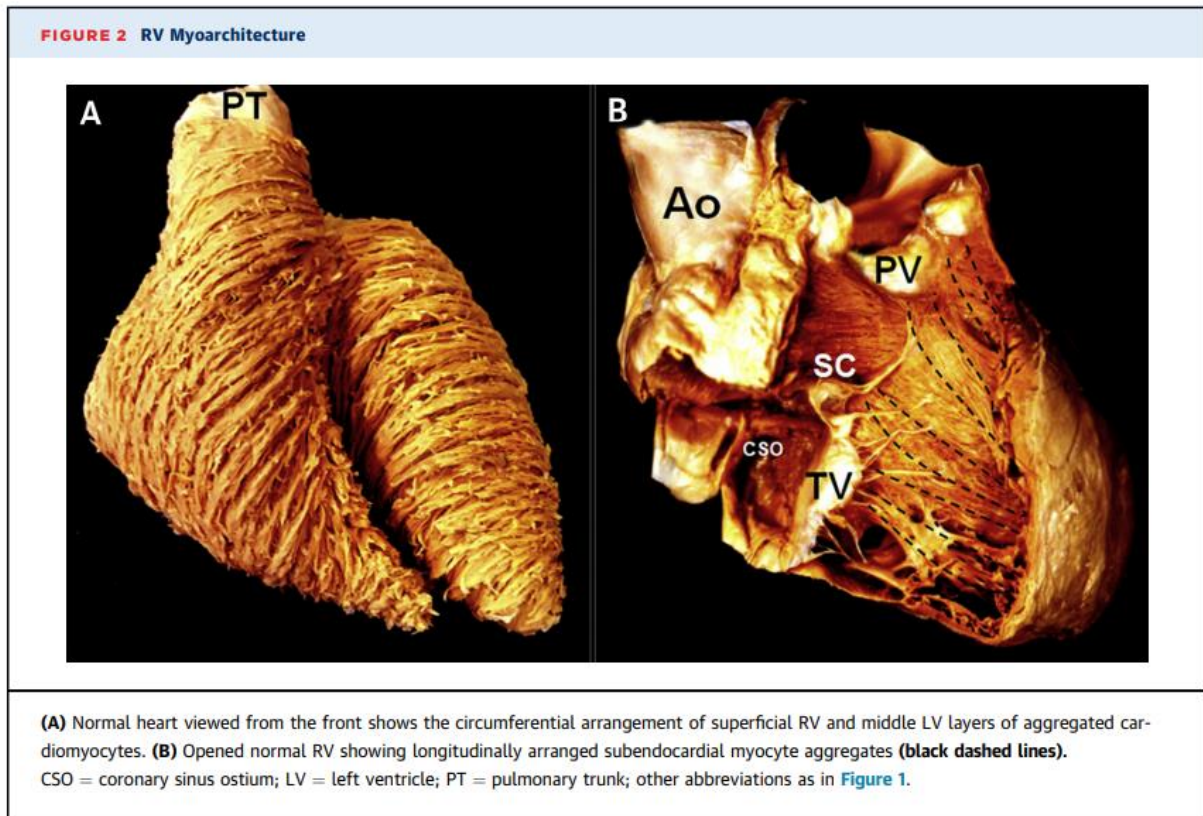 FIGURE 2 RV Myoarchitecture
A
PT
B
Ao
PV
SC
CSO
TV
(A) Normal heart viewed from the front shows the circumferential arrangement of superficial RV and middle LV layers of aggregated car-
diomyocytes. (B) Opened normal RV showing longitudinally arranged subendocardial myocyte aggregates (black dashed lines).
CSO = coronary sinus ostium; LV = left ventricle; PT = pulmonary trunk; other abbreviations as in Figure 1.